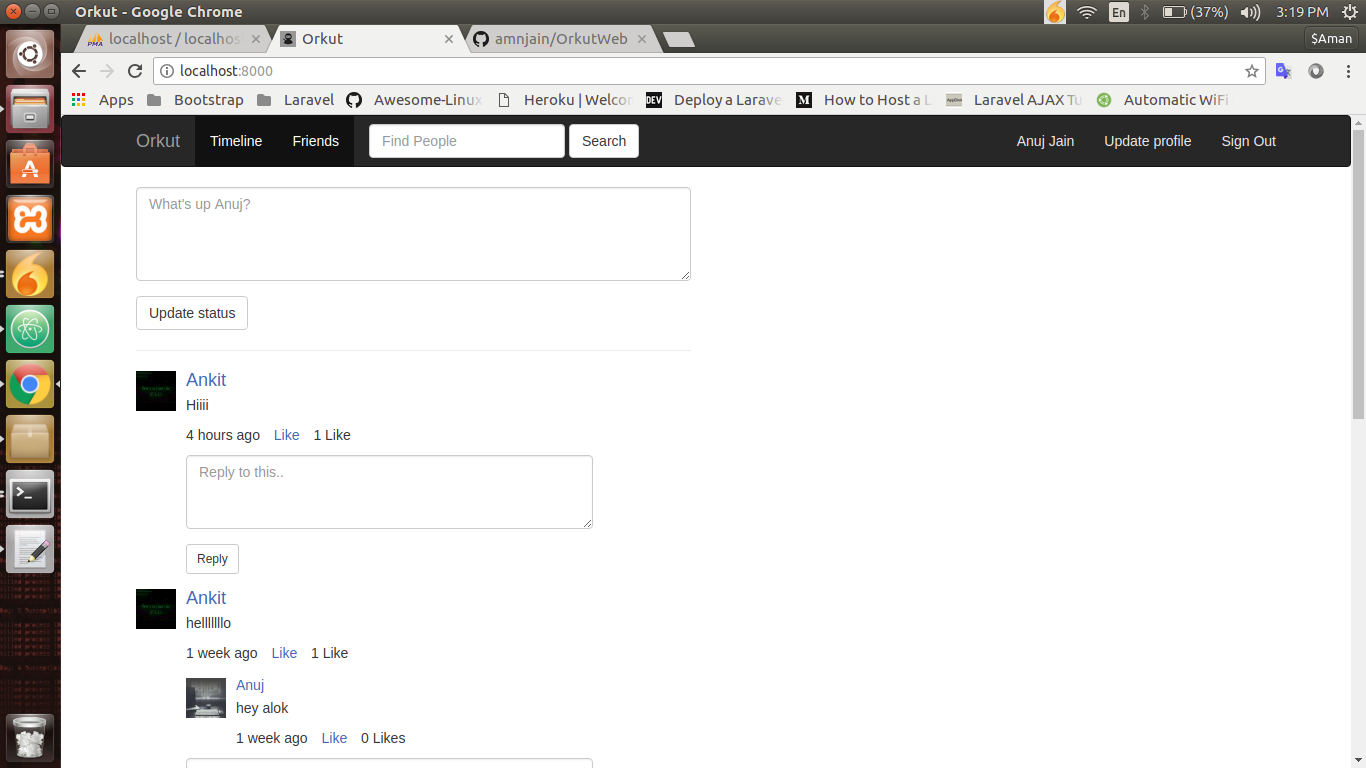 Orkut - Google Chrome
En (37%) 3:19 PM
PMA localhost / localhos Orkut amnjain/OrkutWeb $Aman
localhost:8000
Apps Bootstrap Laravel Awesome-Linux Heroku | Welcom DEV Deploy a Larave M How to Host a L Laravel AJAX Tu Automatic WiFi
Orkut Timeline Friends Find People Search Anuj Jain Update profile Sign Out
What's up Anuj?
Update status
Ankit
Hiiii
4 hours ago Like 1 Like
Reply to this..
Reply
Ankit
helllllllo
1 week ago Like 1 Like
Anuj
hey alok
1 week ago Like 0 Likes